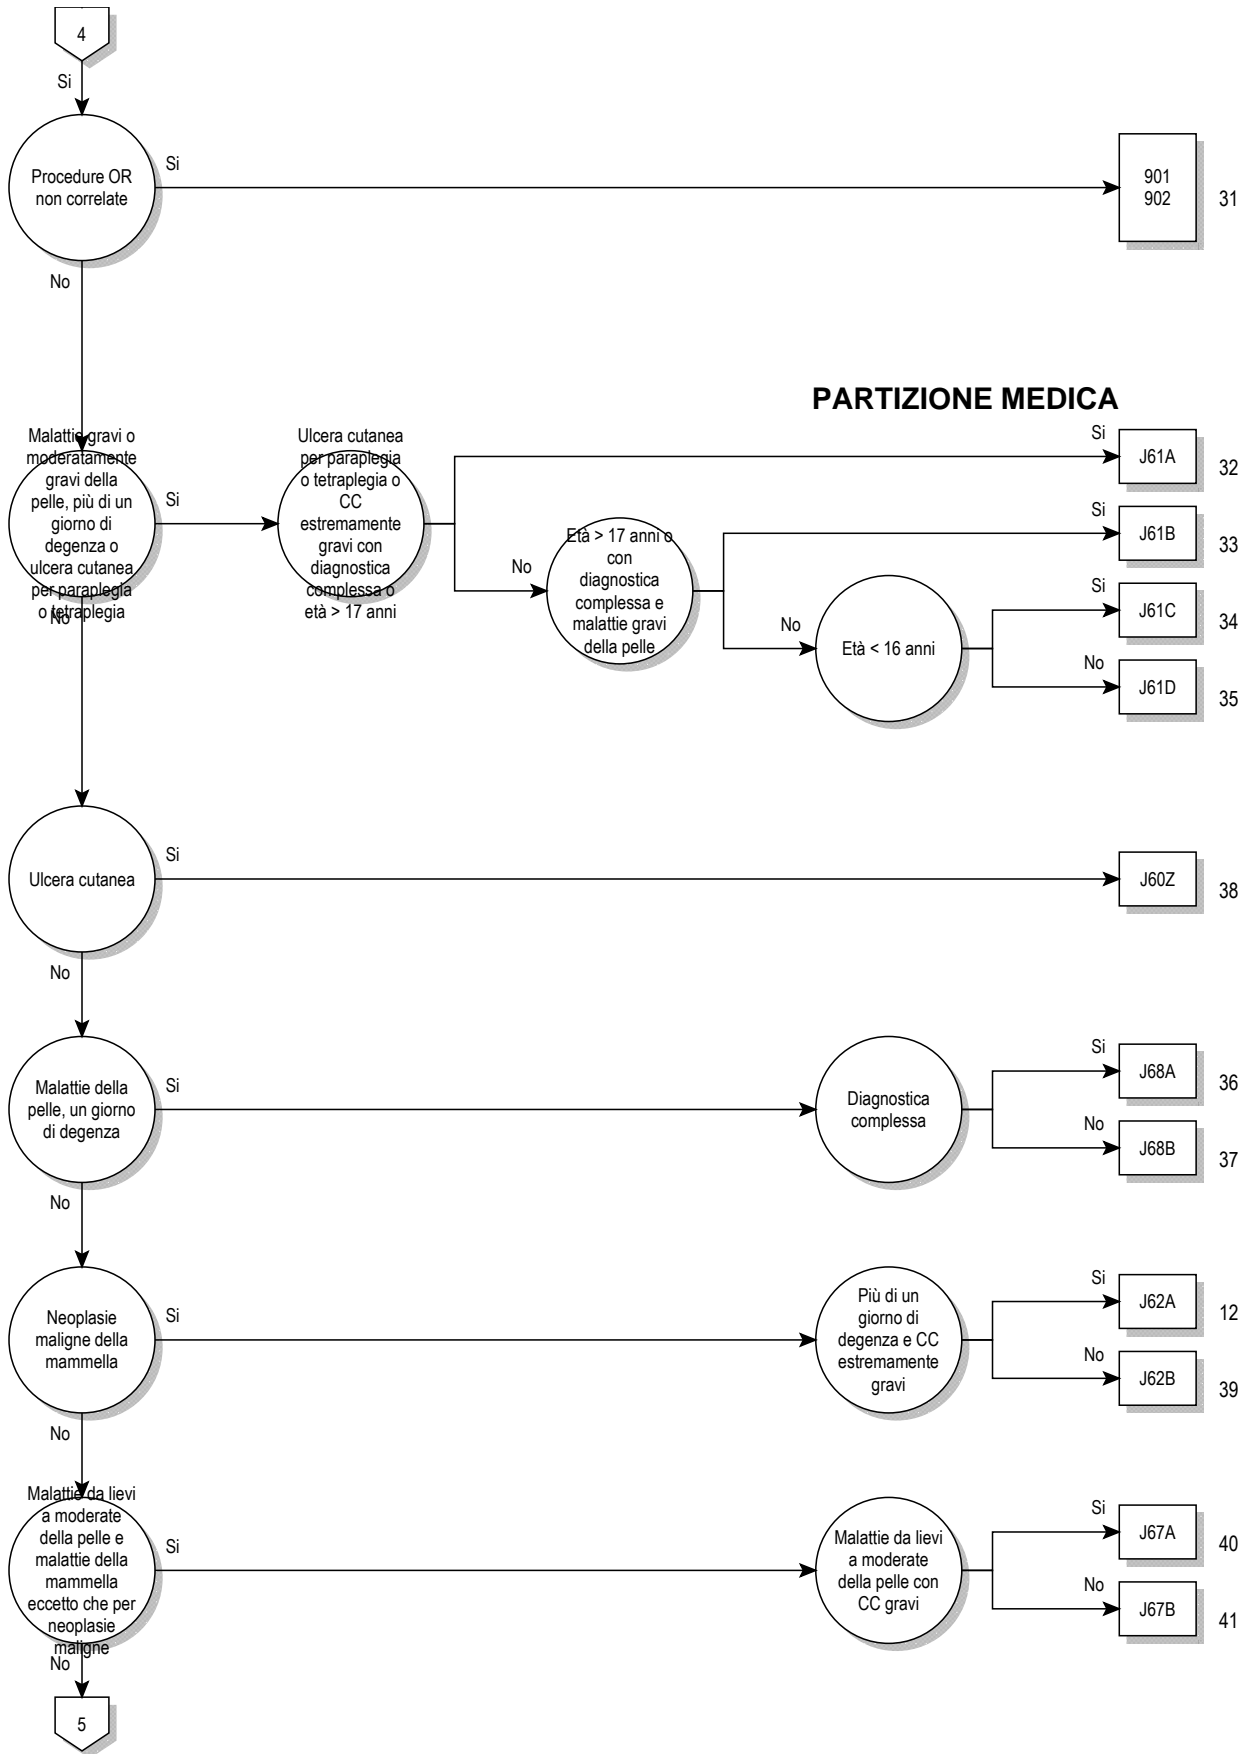 4
Si
Procedure OR
non correlate
Si
901
902
31
No
PARTIZIONE MEDICA
Malattie gravi o
moderatamente
gravi della
pelle, più di un
giorno di
degenza o
ulcera cutanea
per paraplegia
o tetraplegia
Si
No
Ulcera cutanea
per paraplegia
o tetraplegia o
CC
estremamente
gravi con
diagnostica
complessa o
età > 17 anni
Si
J61A
32
No
Età > 17 anni o
con
diagnostica
complessa e
malattie gravi
della pelle
Si
J61B
33
No
Età < 16 anni
Si
J61C
34
No
J61D
35
Ulcera cutanea
Si
J60Z
38
No
Malattie della
pelle, un giorno
di degenza
Si
Diagnostica
complessa
Si
J68A
36
No
J68B
37
No
Neoplasie
maligne della
mammella
Si
Più di un
giorno di
degenza e CC
estremamente
gravi
Si
J62A
12
No
J62B
39
No
Malattie da lievi
a moderate
della pelle e
malattie della
mammella
eccetto che per
neoplasie
maligne
Si
Malattie da lievi
a moderate
della pelle con
CC gravi
Si
J67A
40
No
J67B
41
No
5